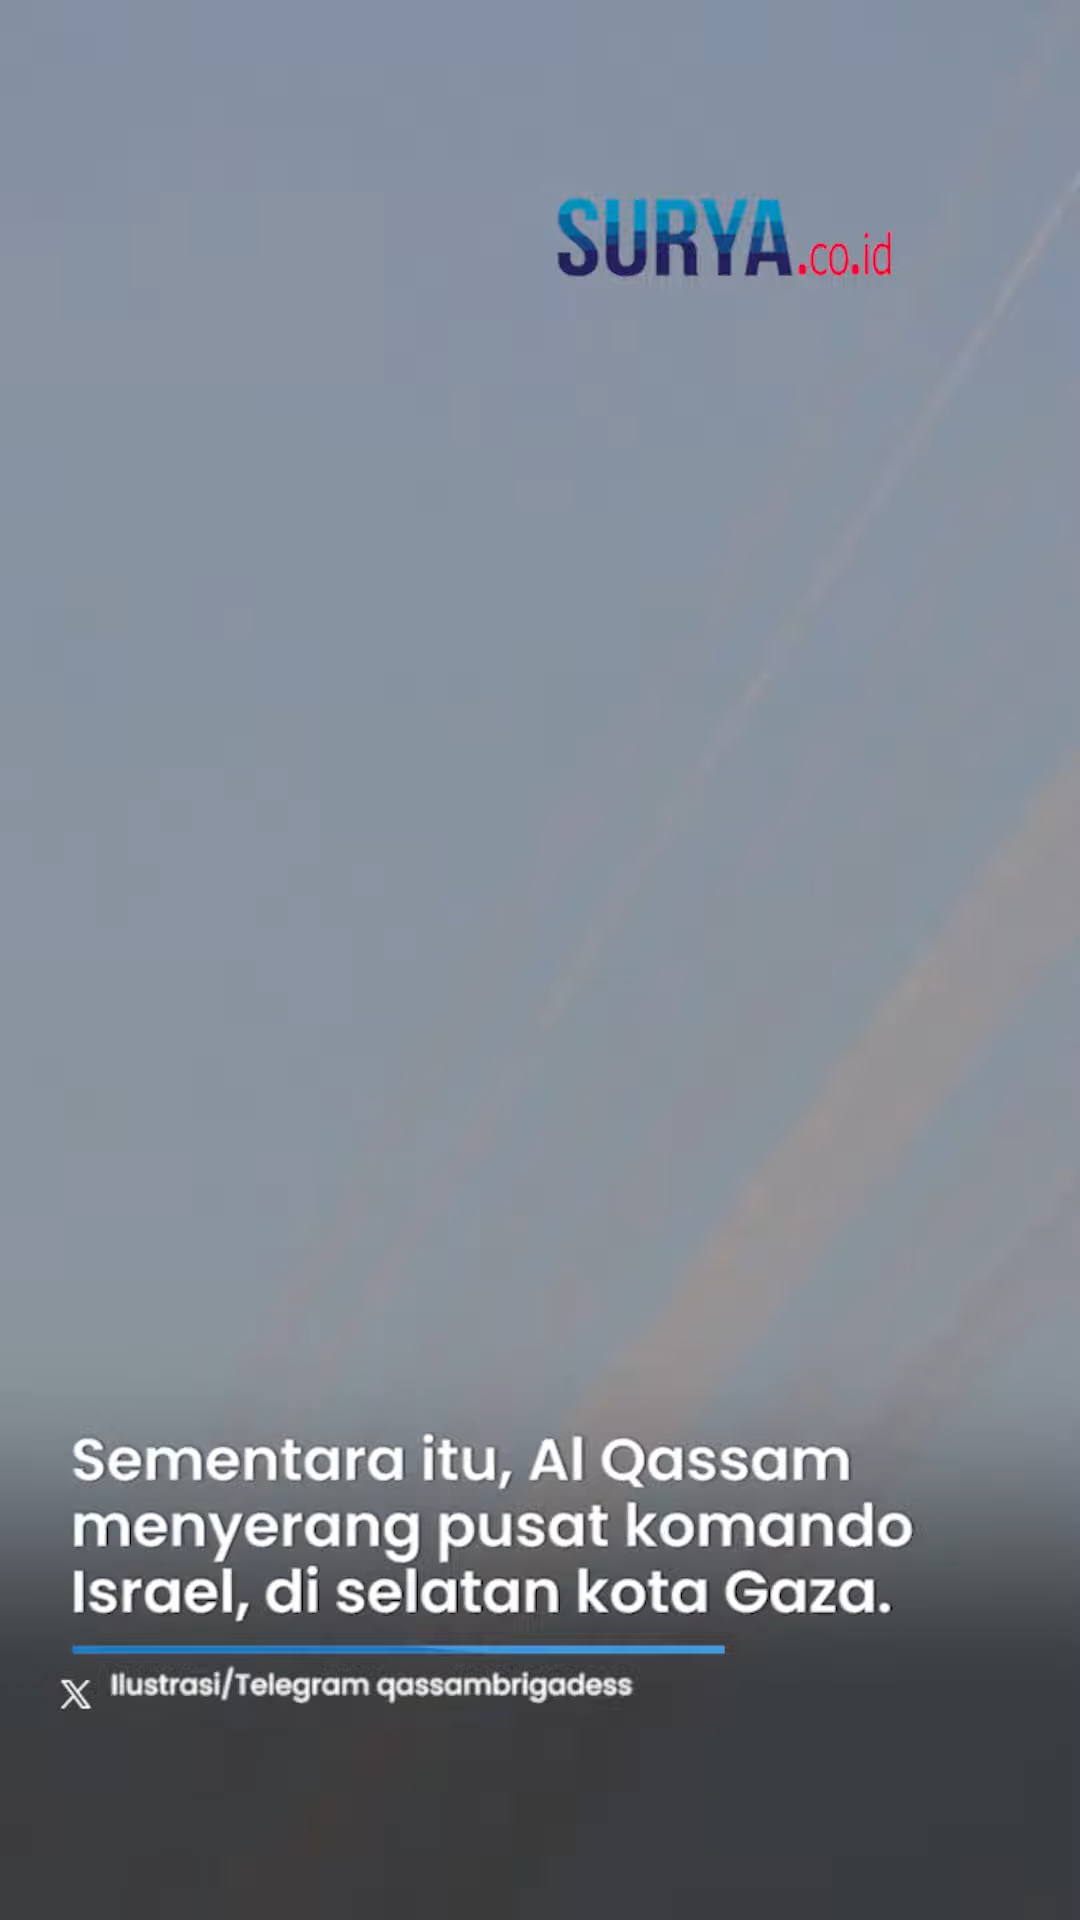 SURYA.co.id
Sementara itu, Al Qassam
menyerang pusat komando
Israel, di selatan kota Gaza.
X Ilustrasi/Telegram qassambrigadess